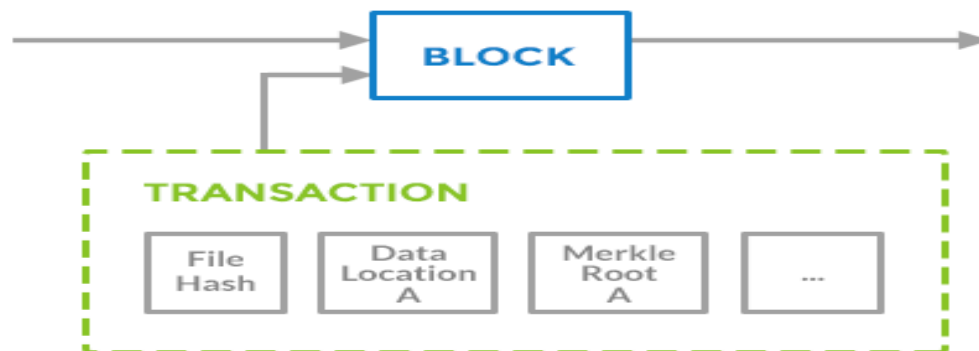 BLOCK
TRANSACTION
File
Hash
Data
Location
A
Merkle
Root
A
...